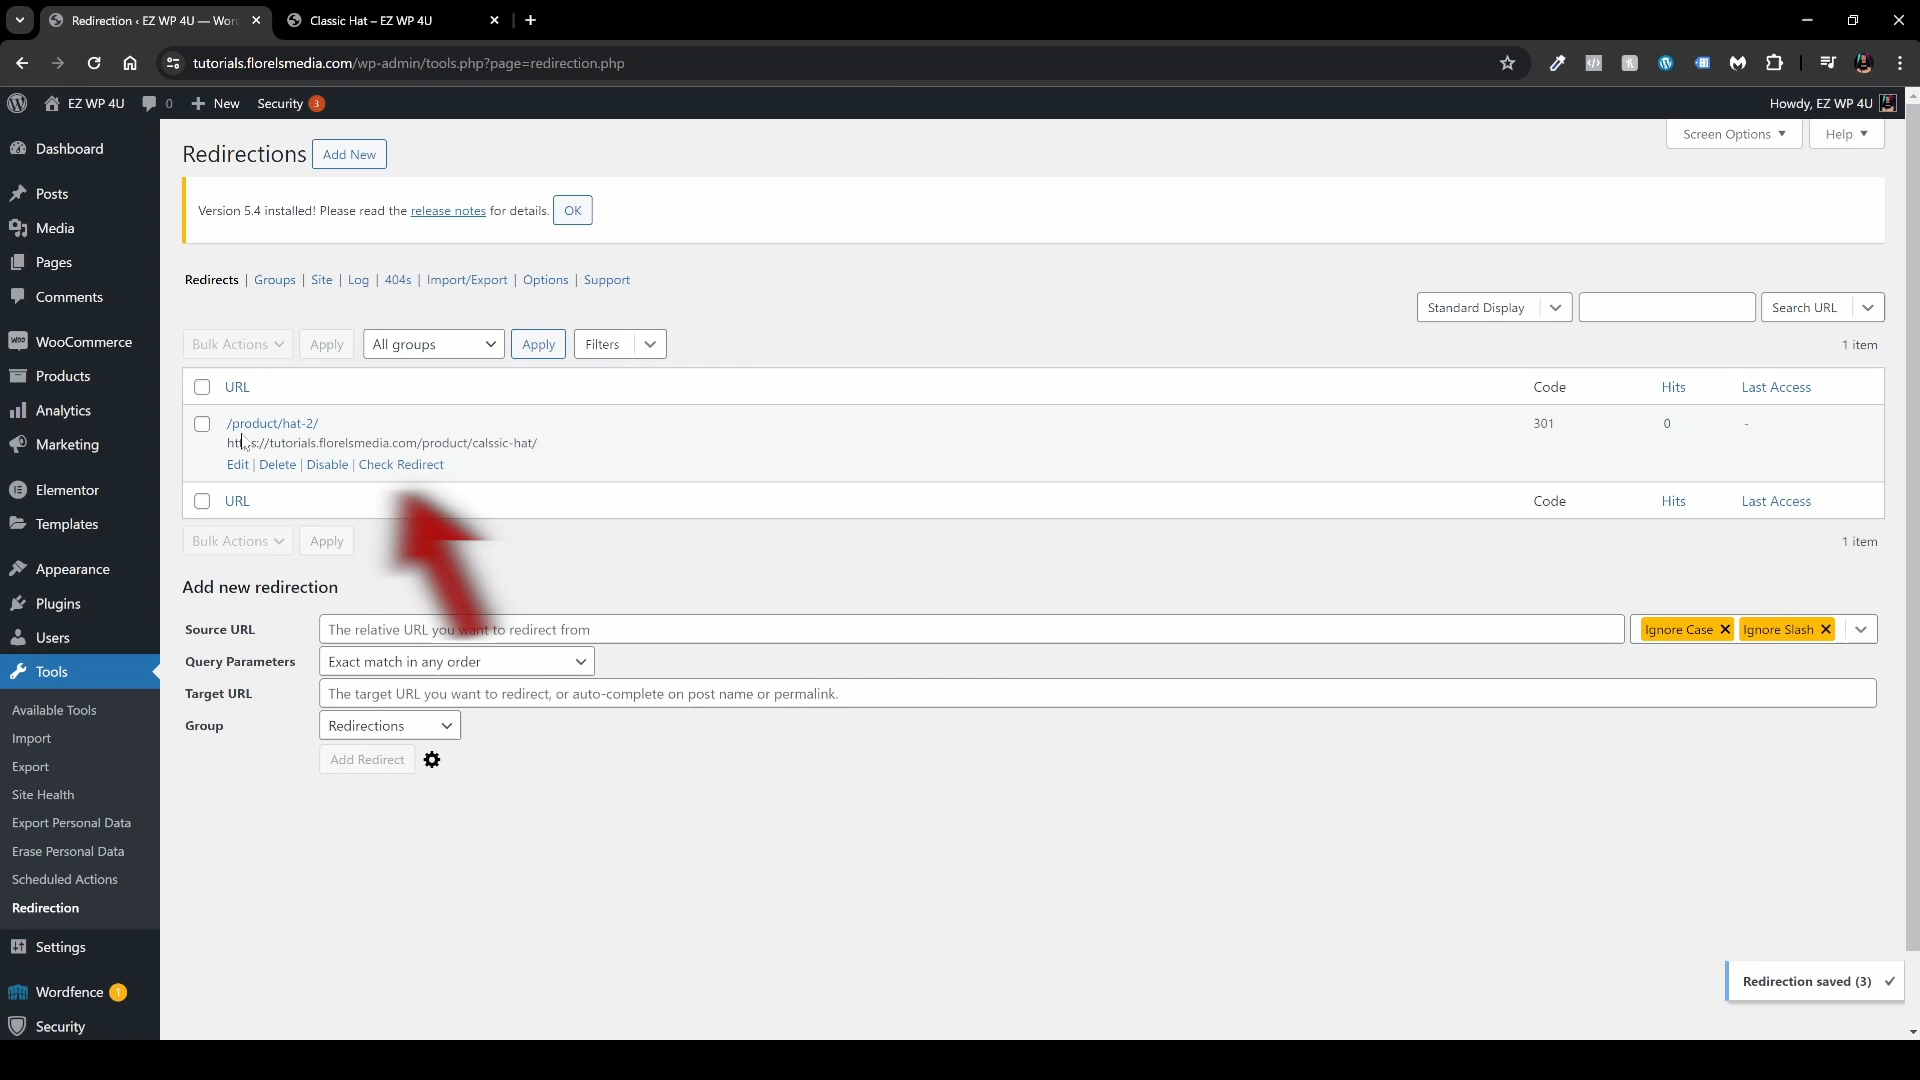 Redirection ‹ EZ WP 4U — Wor
Classic Hat – EZ WP 4U
tutorials.florelsmedia.com/wp-admin/tools.php?page=redirection.php
EZ WP 4U
0
New
Security 3
Howdy, EZ WP 4U
Dashboard
Posts
Media
Pages
Comments
WooCommerce
Products
Analytics
Marketing
Elementor
Templates
Appearance
Plugins
Users
Tools
Available Tools
Import
Export
Site Health
Export Personal Data
Erase Personal Data
Scheduled Actions
Redirection
Settings
Wordfence 1
Security
Screen Options
Help
Redirections
Add New
Version 5.4 installed! Please read the release notes for details. OK
Redirects | Groups | Site | Log | 404s | Import/Export | Options | Support
Standard Display
Search URL
Bulk Actions
Apply
All groups
Apply
Filters
1 item
URL Code Hits Last Access
/product/hat-2/ 301 0 -
https://tutorials.florelsmedia.com/product/calssic-hat/
Edit | Delete | Disable | Check Redirect
URL Code Hits Last Access
Bulk Actions
Apply
1 item
Add new redirection
Source URL
The relative URL you want to redirect from
Ignore Case
Ignore Slash
Query Parameters
Exact match in any order
Target URL
The target URL you want to redirect, or auto-complete on post name or permalink.
Group
Redirections
Add Redirect
Redirection saved (3)